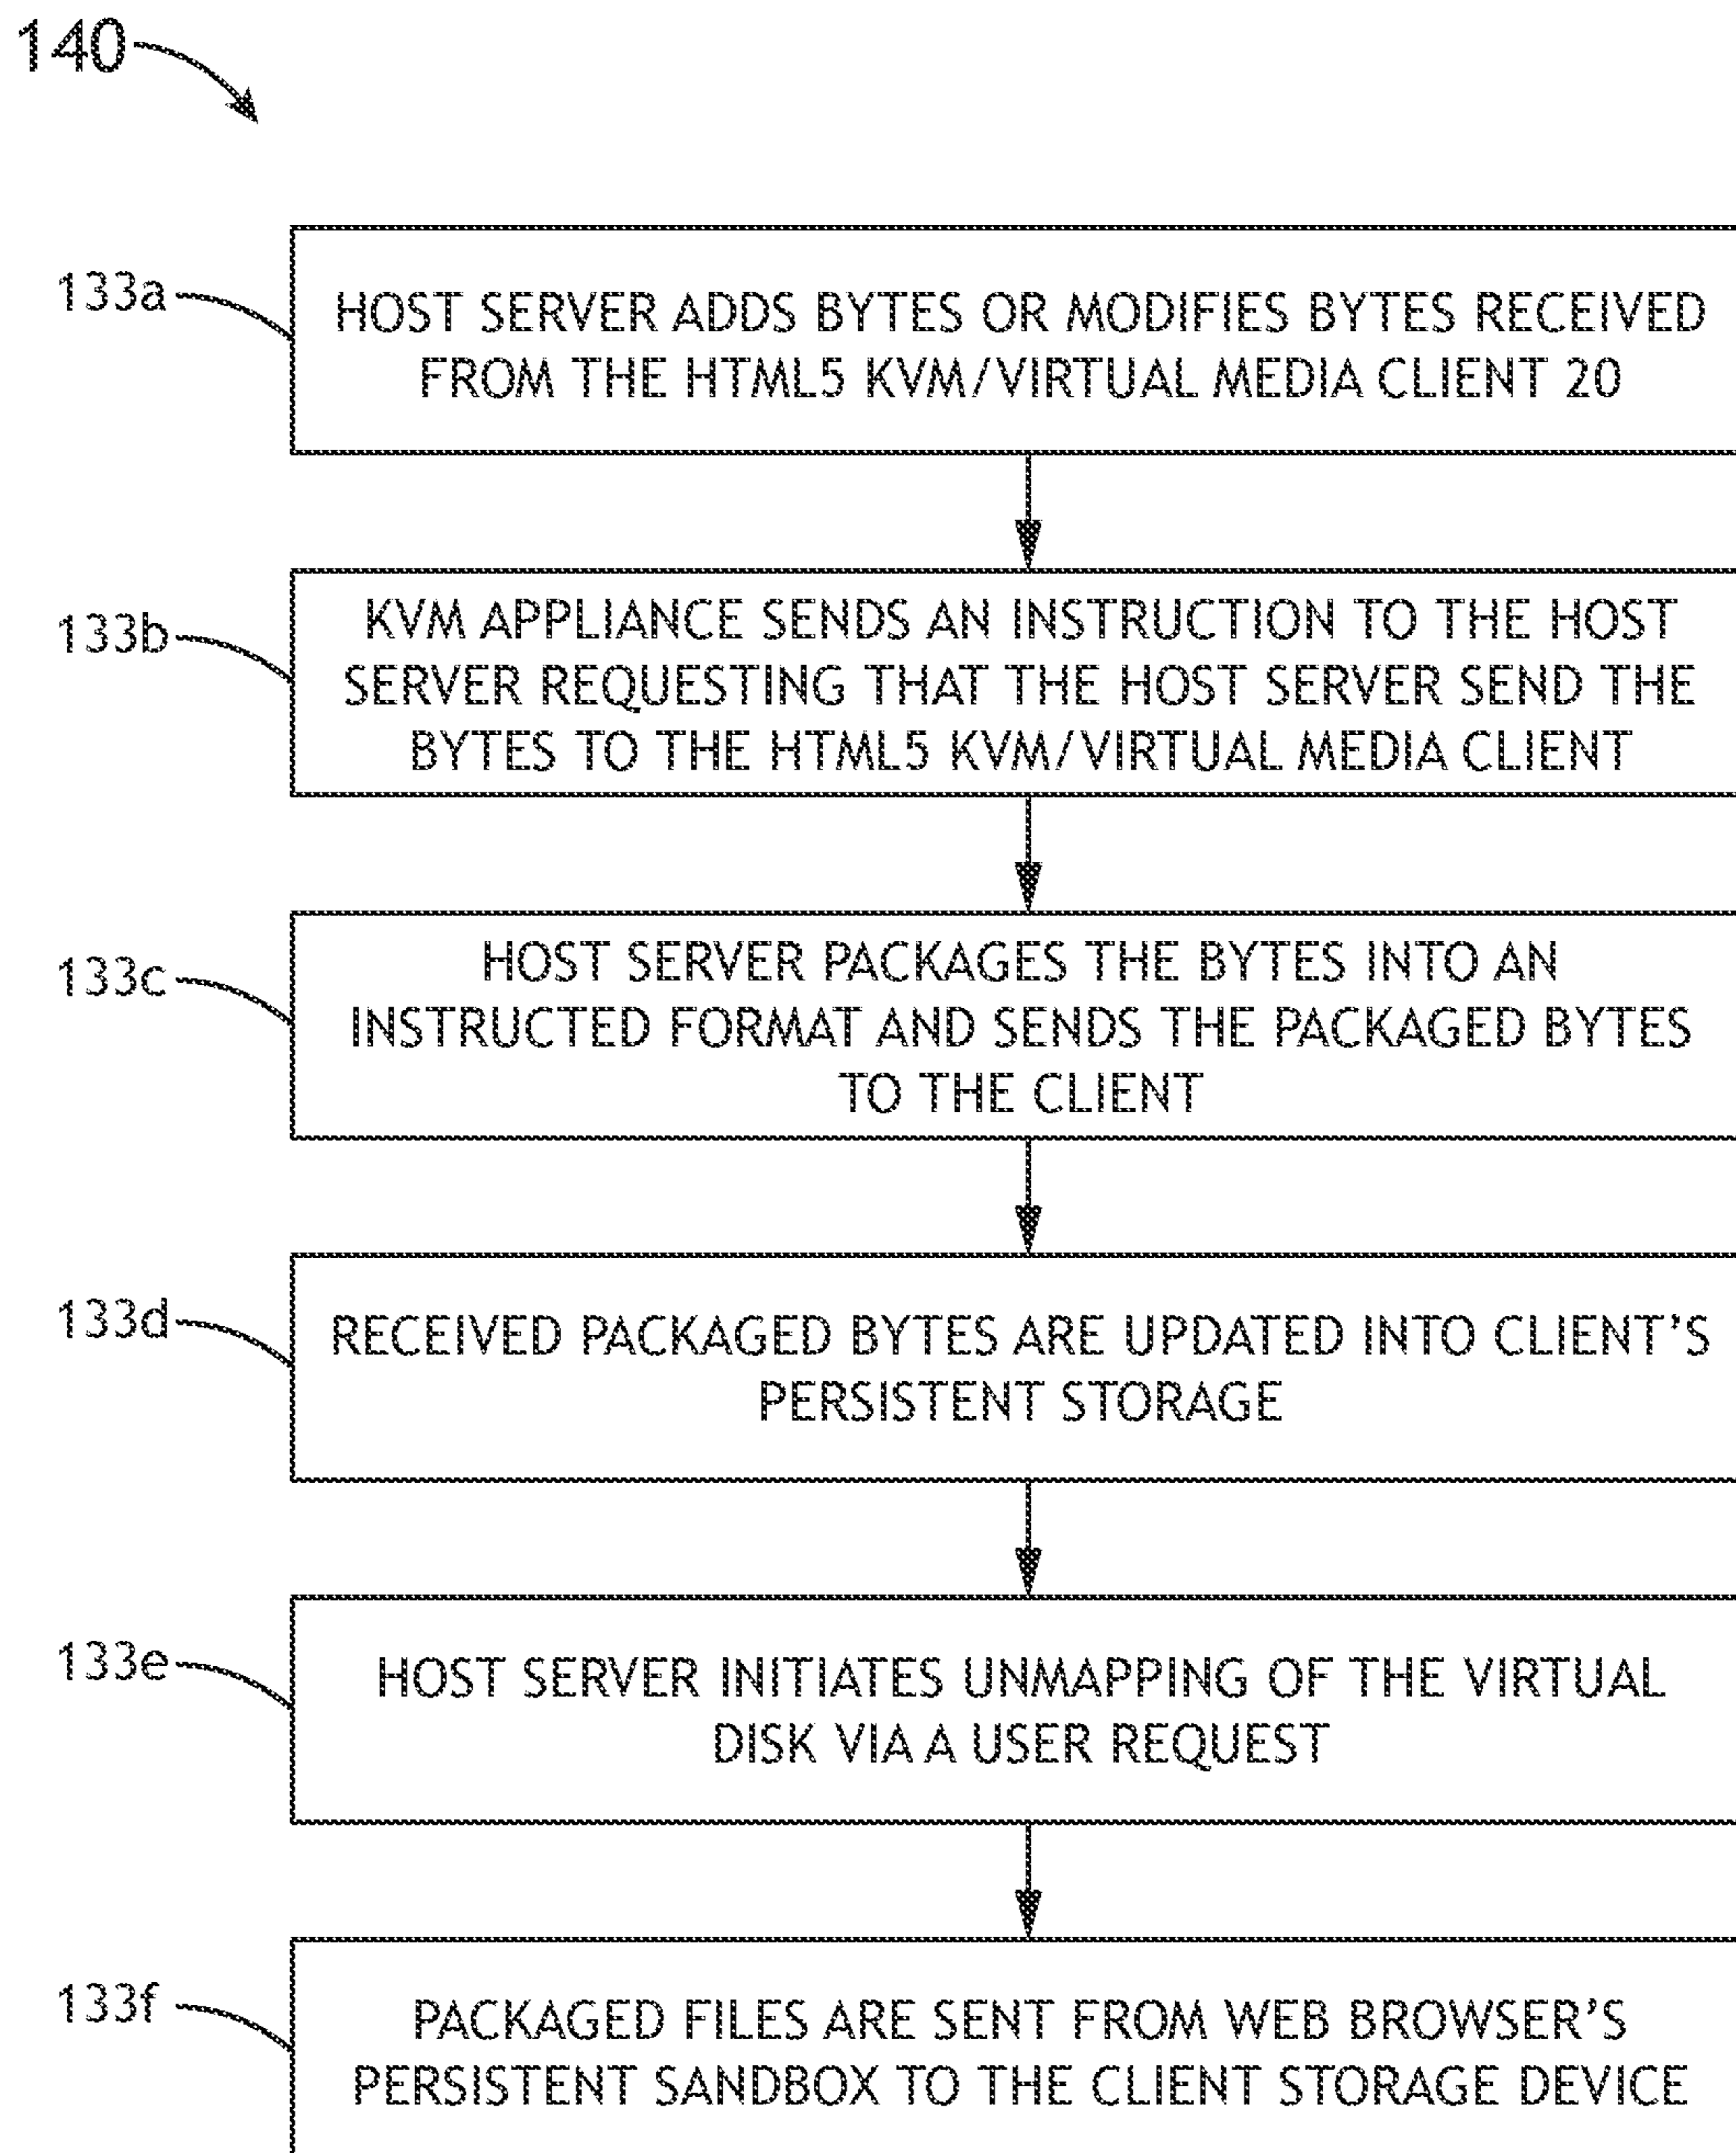 140
133a
HOST SERVER ADDS BYTES OR MODIFIES BYTES RECEIVED
FROM THE HTML5 KVM/VIRTUAL MEDIA CLIENT 20
133b
KVM APPLIANCE SENDS AN INSTRUCTION TO THE HOST
SERVER REQUESTING THAT THE HOST SERVER SEND THE
BYTES TO THE HTML5 KVM/VIRTUAL MEDIA CLIENT
133c
HOST SERVER PACKAGES THE BYTES INTO AN
INSTRUCTED FORMAT AND SENDS THE PACKAGED BYTES
TO THE CLIENT
133d
RECEIVED PACKAGED BYTES ARE UPDATED INTO CLIENT'S
PERSISTENT STORAGE
133e
HOST SERVER INITIATES UNMAPPING OF THE VIRTUAL
DISK VIA A USER REQUEST
133f
PACKAGED FILES ARE SENT FROM WEB BROWSER'S
PERSISTENT SANDBOX TO THE CLIENT STORAGE DEVICE